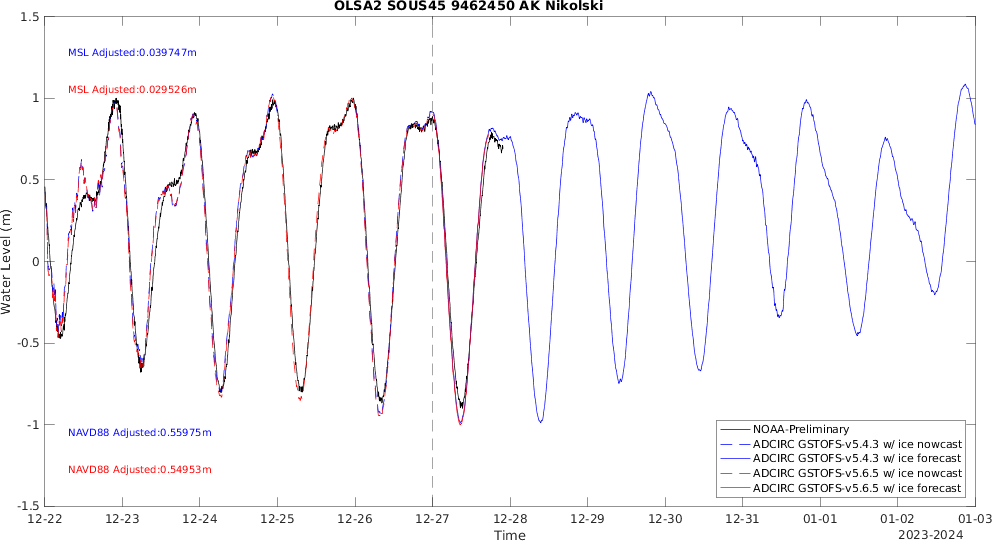 OLSA2 SOUS45 9462450 AK Nikolski
1.5
MSL Adjusted:0.039747m
MSL Adjusted:0.029526m
1
0.5
0
-0.5
-1
-1.5
Water Level (m)
NAVD88 Adjusted:0.55975m
NAVD88 Adjusted:0.54953m
NOAA-Preliminary
ADCIRC GSTOFS-v5.4.3 w/ ice nowcast
ADCIRC GSTOFS-v5.4.3 w/ ice forecast
ADCIRC GSTOFS-v5.6.5 w/ ice nowcast
ADCIRC GSTOFS-v5.6.5 w/ ice forecast
12-22 12-23 12-24 12-25 12-26 12-27 12-28 12-29 12-30 12-31 01-01 01-02 01-03
Time
2023-2024